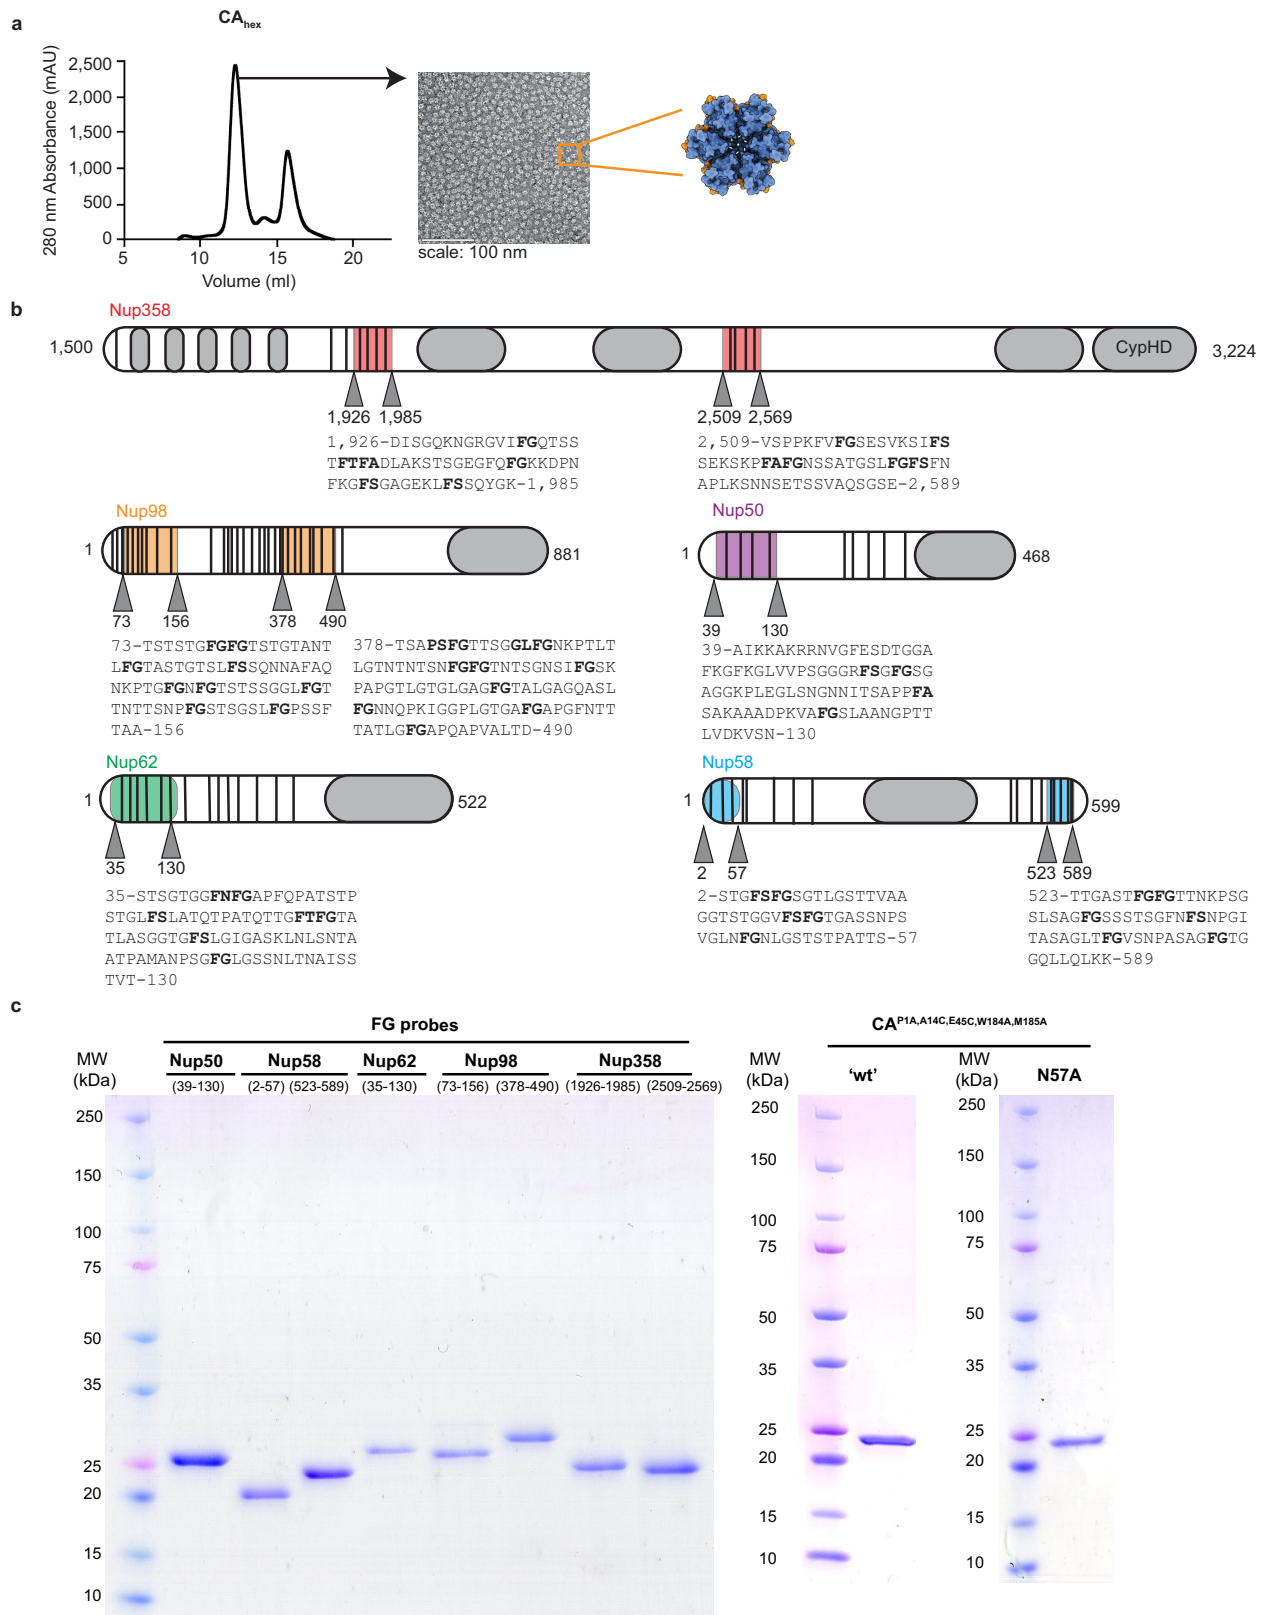 a
CAhex
280 nm Absorbance (mAU)
2,500
2,000
1,500
1,000
500
0
5
10
15
20
Volume (ml)
scale: 100 nm
b
Nup358
1,500
CypHD
3,224
1,926
1,985
2,509
2,569
1,926-DISGQKNGRGVIFGQTSS
TFTFADLAKSTSGEGFQFGKKDPN
FKGFSGAGEKLFSSQYGK-1,985
2,509-VSPPKFVFGSESVKSIFS
SEKSKPFAFGNSSATGSLFGFSFN
APLKSNNSETSSVAQSGSE-2,589
Nup98
1
881
73
156
378
490
73-TSTSTGFGFGTSTGTANT
LFGTASTGTSLFSSQNNAFAQ
NKPTGFGNFGTSTSSGGLFGT
TNTTSNPFGSTSGSLFGPSSF
TAA-156
378-TSAPSFGTTSGGLFGNKPTLT
LGTNTNTSNFGFGTNTSGNSIFGSK
PAPGTLGTGLGAGFGTALGAGQASL
FGNNQPKIGGPLGTGAFGAPGFNTT
TATLGFGAPQAPVALTD-490
Nup50
1
468
39
130
39-AIKKAKRRNVGFESDTGGA
FKGFKGLVVPSGGGRFSGFGSG
AGGKPLEGLSNGNNITSAPPFA
SAKAAADPKVAFGSLAANGPTT
LVDKVSN-130
Nup62
1
522
35
130
35-STSGTGGFNFGAPFQPATSTP
STGLFSLATQTPATQTTGFTFGTA
TLASGGTGFSLGIGASKLNLSNTA
ATPAMANPSGFGLGSSNLTNAISS
TVT-130
Nup58
1
599
2
57
523
589
2-STGFSFGSGTLGSTTVAA
GGTSTGGVFSFGTGASSNPS
VGLNFGNLGSTSTPATTS-57
523-TTGASTFGFGTTNKPSG
SLSAGFGSSSTSGFNFSNPGI
TASAGLTFGVSNPASAGFGTG
GQLLQLKK-589
c
FG probes
MW
(kDa)
Nup50
Nup58
Nup62
Nup98
Nup358
(39-130)
(2-57)
(523-589)
(35-130)
(73-156)
(378-490)
(1926-1985)
(2509-2569)
250
150
100
75
50
35
25
20
15
10
CAP1A,A14C,E45C,W184A,M185A
MW
(kDa)
'wt'
250
150
100
75
50
35
25
20
15
10
MW
(kDa)
N57A
250
150
100
75
50
35
25
20
15
10